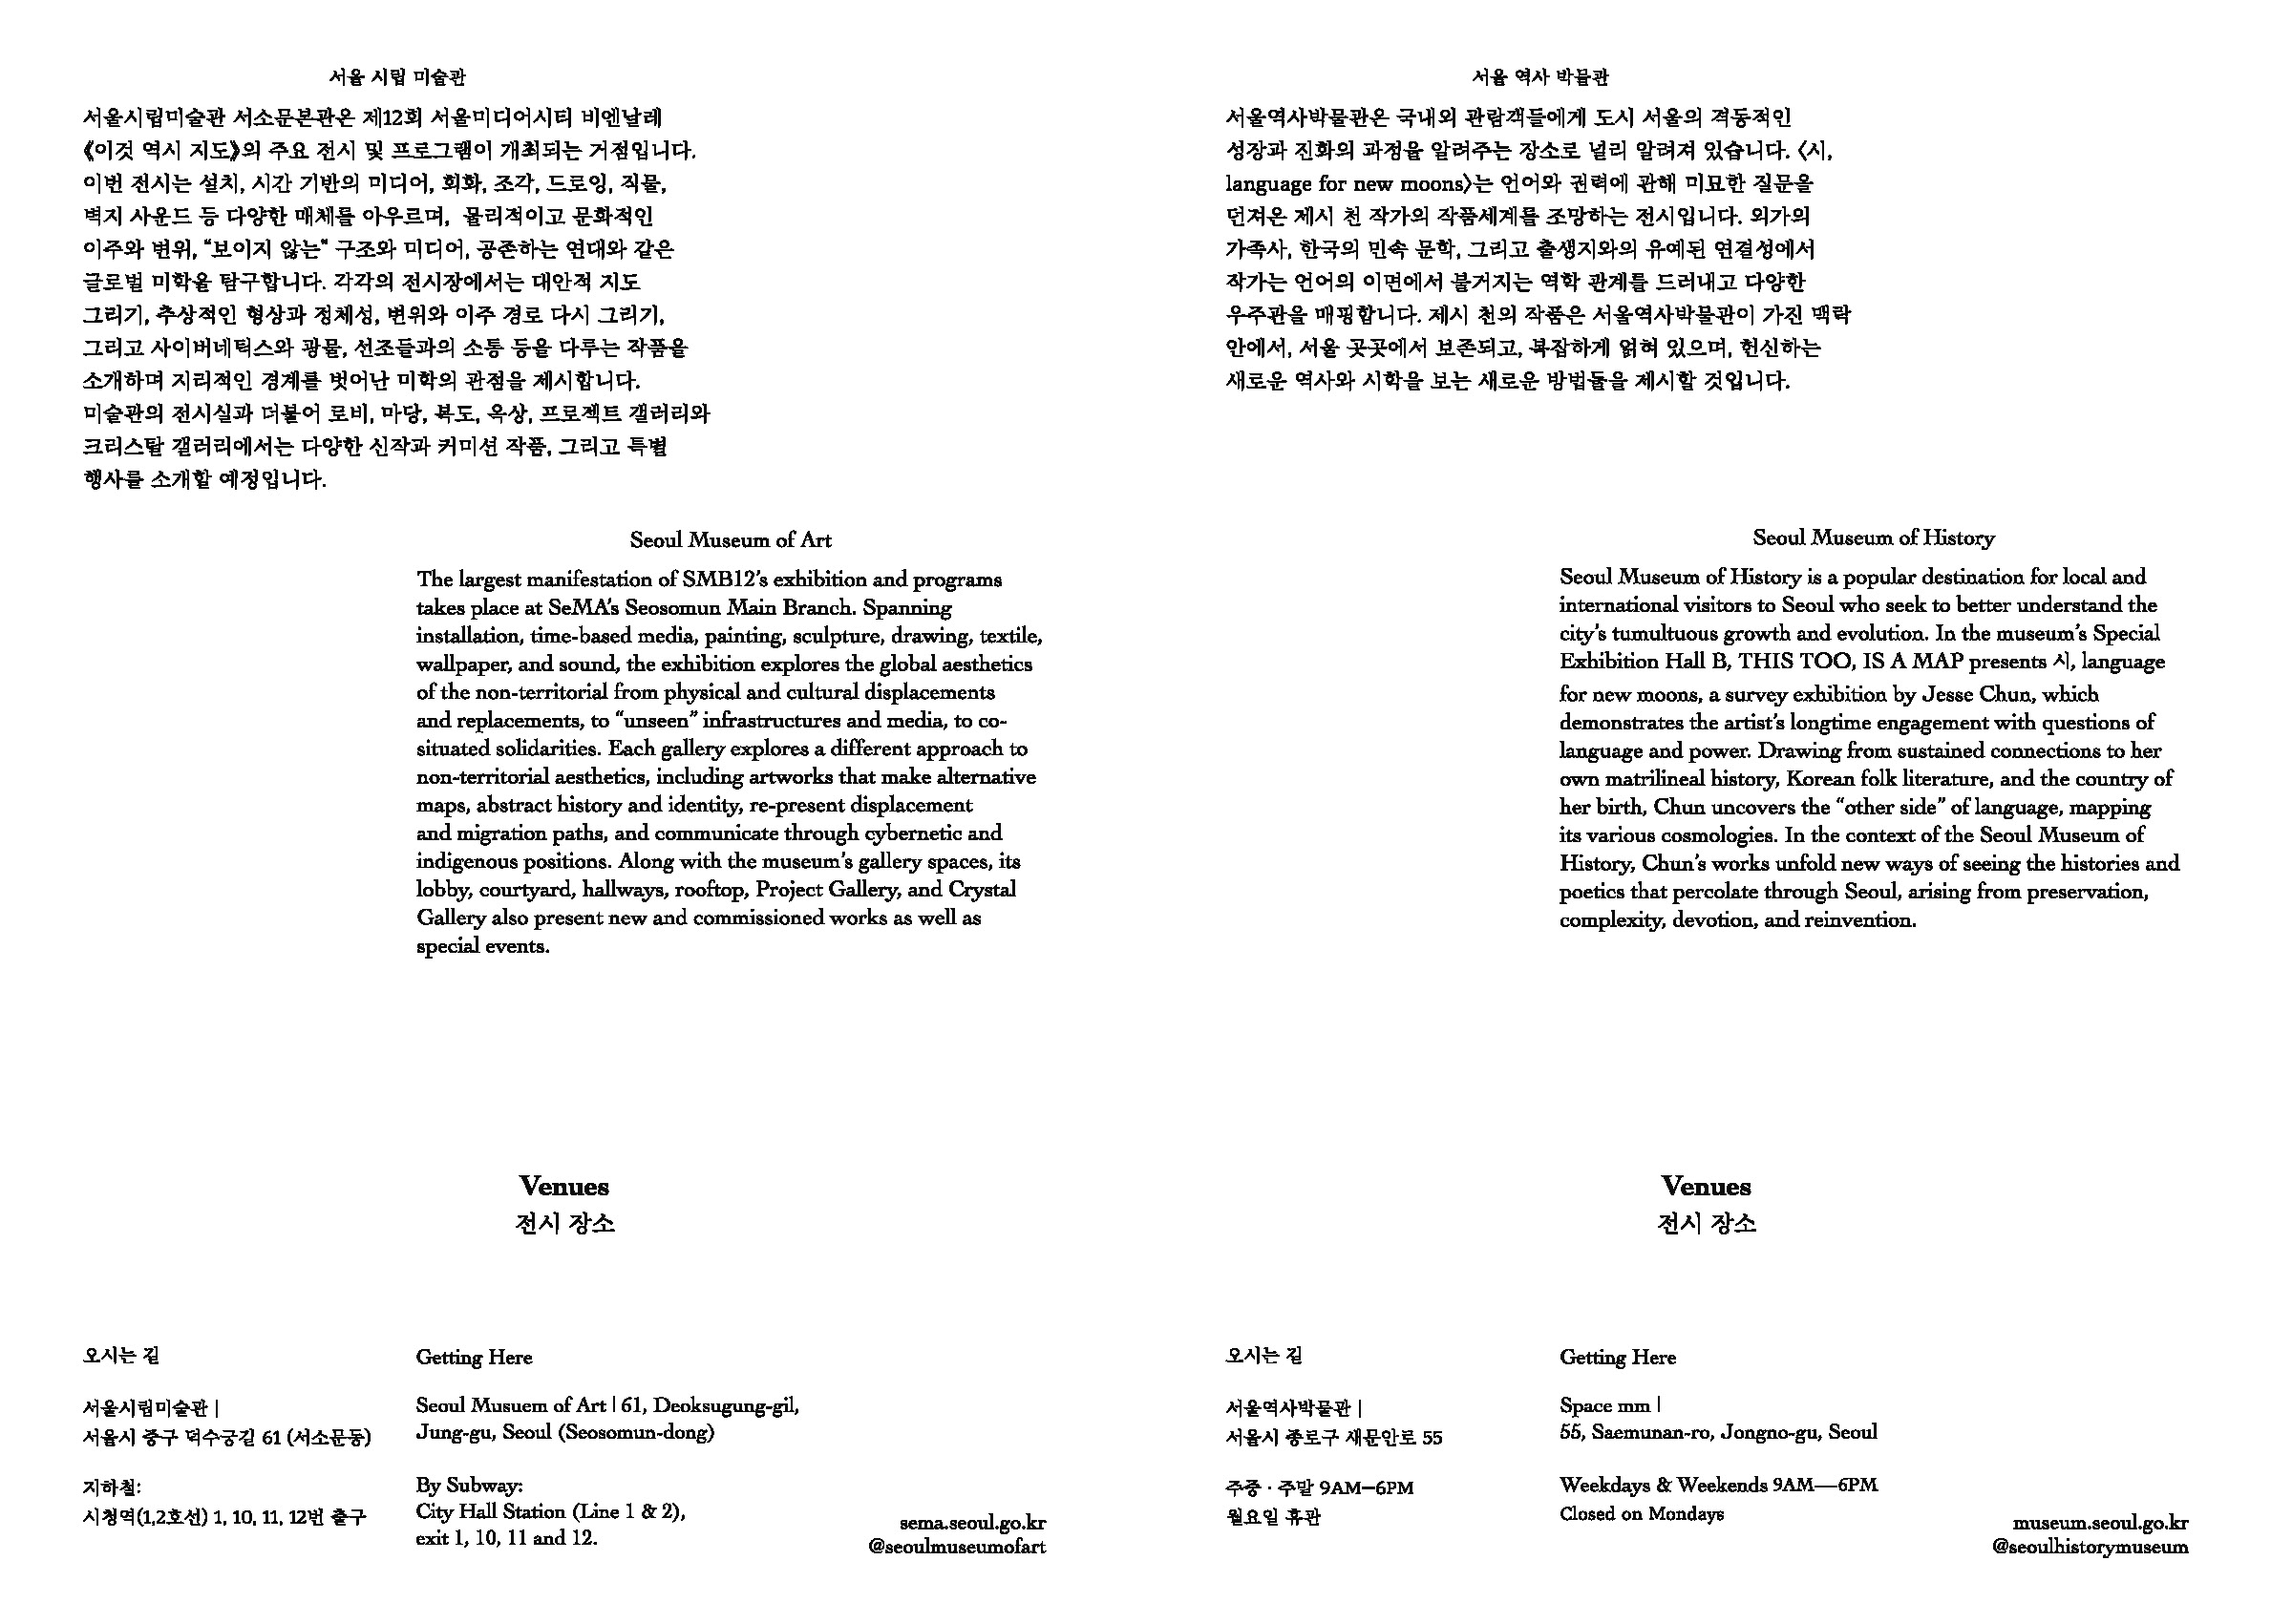 서울 시립 미술관
서울시립미술관 서소문본관은 제12회 서울미디어시티 비엔날레
《이것 역시 지도》의 주요 전시 및 프로그램이 개최되는 거점입니다.
이번 전시는 설치, 시간 기반의 미디어, 회화, 조각, 드로잉, 직물,
벽지 사운드 등 다양한 매체를 아우르며, 물리적이고 문화적인
이주와 변위, “보이지 않는“ 구조와 미디어, 공존하는 연대와 같은
글로벌 미학을 탐구합니다. 각각의 전시장에서는 대안적 지도
그리기, 추상적인 형상과 정체성, 변위와 이주 경로 다시 그리기,
그리고 사이버네틱스와 광물, 선조들과의 소통 등을 다루는 작품을
소개하며 지리적인 경계를 벗어난 미학의 관점을 제시합니다.
미술관의 전시실과 더불어 로비, 마당, 복도, 옥상, 프로젝트 갤러리와
크리스탈 갤러리에서는 다양한 신작과 커미션 작품, 그리고 특별
행사를 소개할 예정입니다.
Seoul Museum of Art
The largest manifestation of SMB12’s exhibition and programs
takes place at SeMA’s Seosomun Main Branch. Spanning
installation, time-based media, painting, sculpture, drawing, textile,
wallpaper, and sound, the exhibition explores the global aesthetics
of the non-territorial from physical and cultural displacements
and replacements, to “unseen” infrastructures and media, to co-
situated solidarities. Each gallery explores a different approach to
non-territorial aesthetics, including artworks that make alternative
maps, abstract history and identity, re-present displacement
and migration paths, and communicate through cybernetic and
indigenous positions. Along with the museum’s gallery spaces, its
lobby, courtyard, hallways, rooftop, Project Gallery, and Crystal
Gallery also present new and commissioned works as well as
special events.
Venues
전시 장소
오시는 길
서울시립미술관 |
서울시 중구 덕수궁길 61 (서소문동)
지하철:
시청역(1,2호선) 1, 10, 11, 12번 출구
Getting Here
Seoul Musuem of Art | 61, Deoksugung-gil,
Jung-gu, Seoul (Seosomun-dong)
By Subway:
City Hall Station (Line 1 & 2),
exit 1, 10, 11 and 12.
sema.seoul.go.kr
@seoulmuseumofart
서울 역사 박물관
서울역사박물관은 국내외 관람객들에게 도시 서울의 격동적인
성장과 진화의 과정을 알려주는 장소로 널리 알려져 있습니다. 〈시,
language for new moons〉는 언어와 권력에 관해 미묘한 질문을
던져온 제시 천 작가의 작품세계를 조망하는 전시입니다. 외가의
가족사, 한국의 민속 문학, 그리고 출생지와의 유예된 연결성에서
작가는 언어의 이면에서 불거지는 역학 관계를 드러내고 다양한
우주관을 매핑합니다. 제시 천의 작품은 서울역사박물관이 가진 맥락
안에서, 서울 곳곳에서 보존되고, 복잡하게 얽혀 있으며, 헌신하는
새로운 역사와 시학을 보는 새로운 방법들을 제시할 것입니다.
Seoul Museum of History
Seoul Museum of History is a popular destination for local and
international visitors to Seoul who seek to better understand the
city’s tumultuous growth and evolution. In the museum’s Special
Exhibition Hall B, THIS TOO, IS A MAP presents 시, language
for new moons, a survey exhibition by Jesse Chun, which
demonstrates the artist’s longtime engagement with questions of
language and power. Drawing from sustained connections to her
own matrilineal history, Korean folk literature, and the country of
her birth, Chun uncovers the “other side” of language, mapping
its various cosmologies. In the context of the Seoul Museum of
History, Chun’s works unfold new ways of seeing the histories and
poetics that percolate through Seoul, arising from preservation,
complexity, devotion, and reinvention.
Venues
전시 장소
오시는 길
서울역사박물관 |
서울시 종로구 새문안로 55
주중 · 주말 9AM—6PM
월요일 휴관
Getting Here
Space mm |
55, Saemunan-ro, Jongno-gu, Seoul
Weekdays & Weekends 9AM—6PM
Closed on Mondays
museum.seoul.go.kr
@seoulhistorymuseum